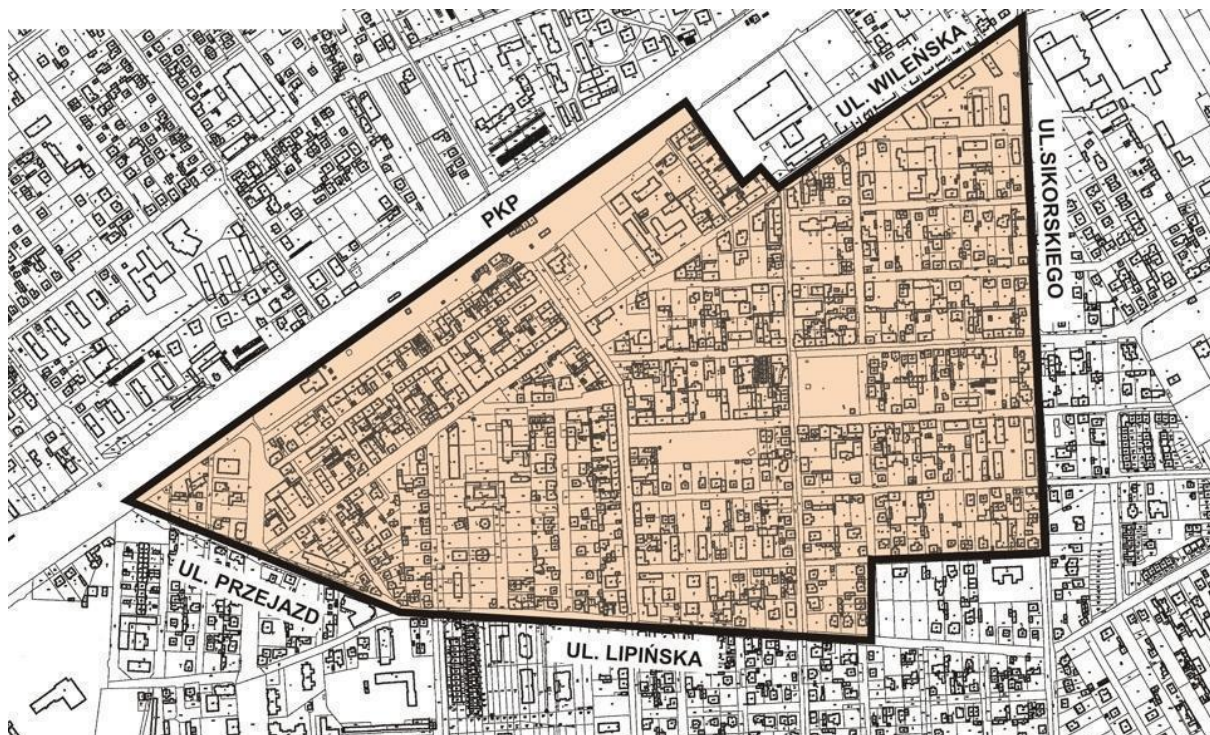 UL. WILEŃSKA
UL.SIKORSKIEGO
PKP
UL. PRZEJAZD
UL. LIPIŃSKA